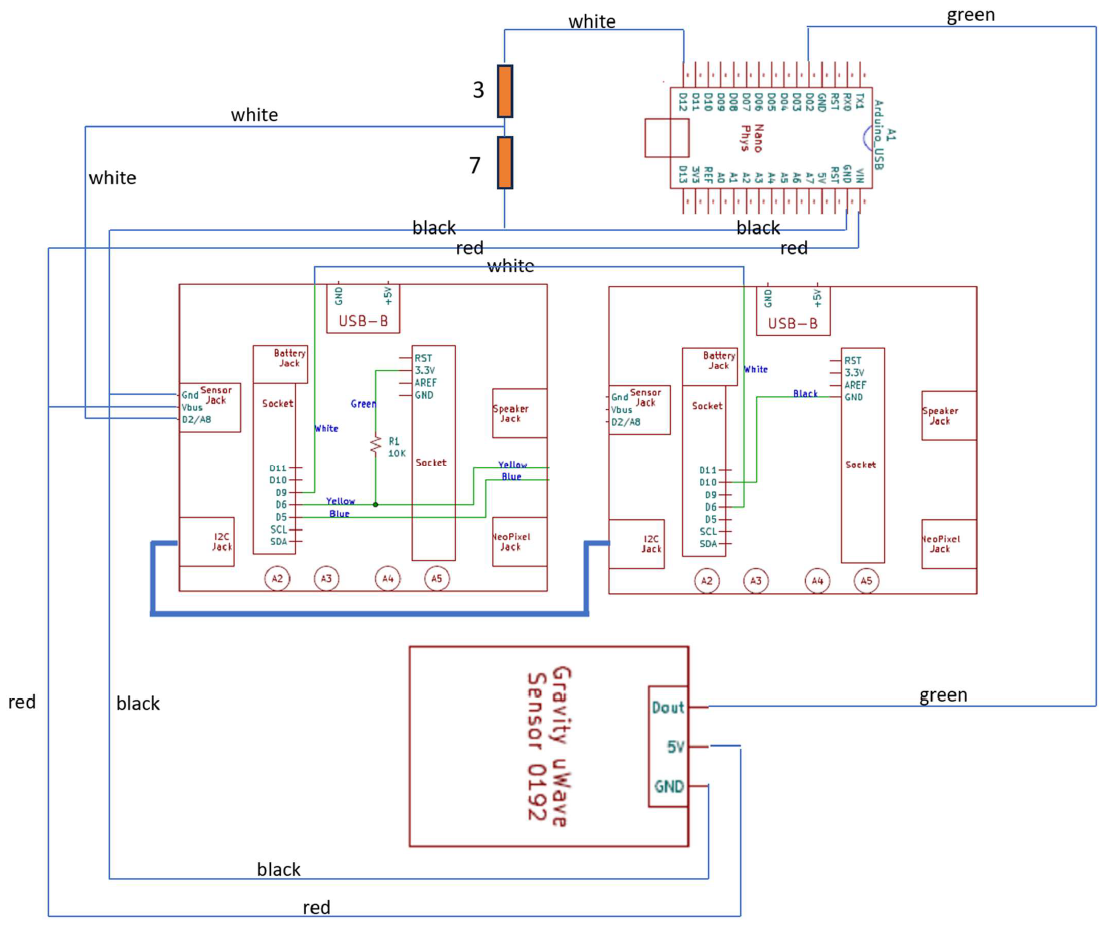 white
green
3
white
7
white
D12
D11
D10
D09
D08
D07
D06
D05
D04
D03
D02
GND
RST
RX0
TX1
Nano
Phys
A1
Arduino_USB
D13
3V3
REF
A0
A1
A2
A3
A4
A5
A6
A7
5V
RST
GND
VIN
black
black
red
red
white
GND
+5V
USB-B
Battery
Jack
Sensor
Jack
Gnd
Vbus
D2/A8
Socket
RST
3.3V
AREF
GND
Green
White
R1
10K
Speaker
Jack
Socket
D11
D10
D9
D6
D5
SCL
SDA
Yellow
Blue
Yellow
Blue
I2C
Jack
NeoPixel
Jack
A2
A3
A4
A5
GND
+5V
USB-B
Battery
Jack
White
Sensor
Jack
Gnd
Vbus
D2/A8
Socket
RST
3.3V
AREF
GND
Black
Speaker
Jack
Socket
D11
D10
D9
D6
D5
SCL
SDA
I2C
Jack
NeoPixel
Jack
A2
A3
A4
A5
Gravity uWave
Sensor 0192
Dout
5V
GND
green
red
black
black
red